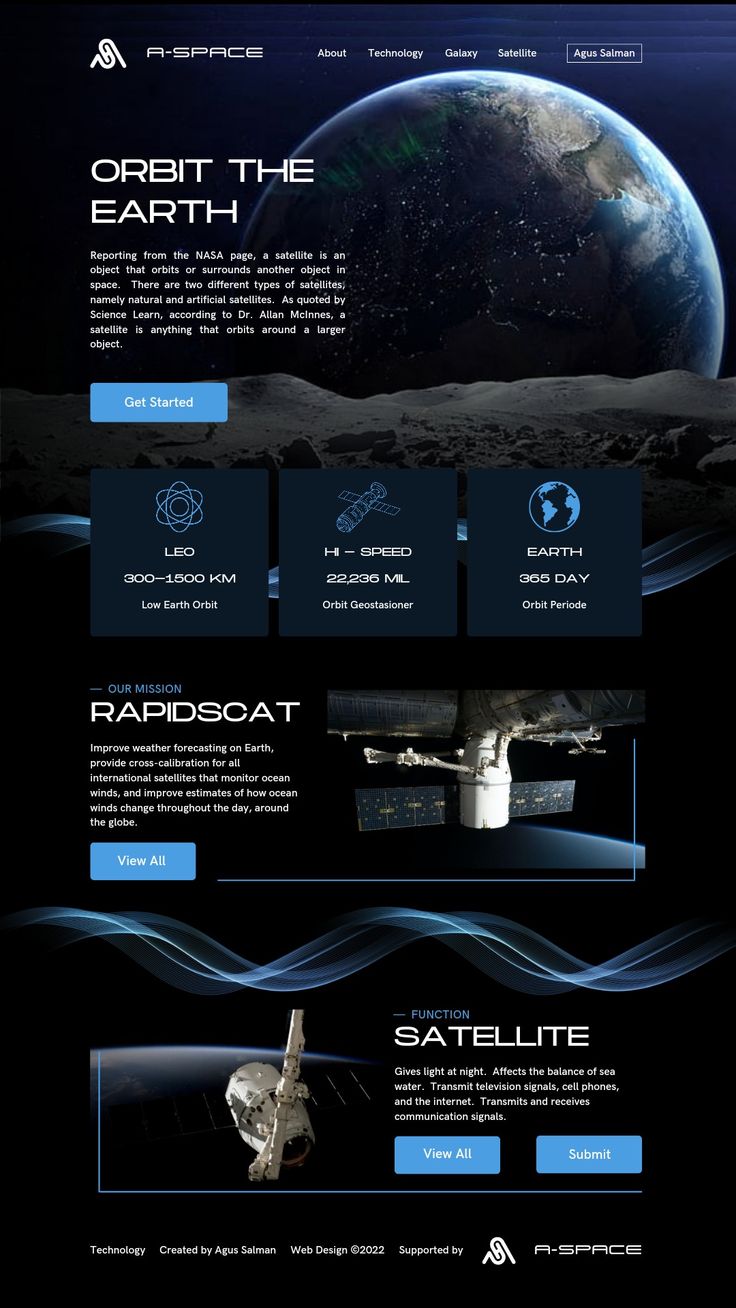 A-SPACE
About Technology Galaxy Satellite Agus Salman
ORBIT THE
EARTH
Reporting from the NASA page, a satellite is an
object that orbits or surrounds another object in
space. There are two different types of satellites,
namely natural and artificial satellites. As quoted by
Science Learn, according to Dr. Allan McInnes, a
satellite is anything that orbits around a larger
object.
Get Started
LEO
300-1500 KM
Low Earth Orbit
HI - SPEED
22,236 MIL
Orbit Geostasioner
EARTH
365 DAY
Orbit Periode
— OUR MISSION
RAPIDSCAT
Improve weather forecasting on Earth,
provide cross-calibration for all
international satellites that monitor ocean
winds, and improve estimates of how ocean
winds change throughout the day, around
the globe.
View All
— FUNCTION
SATELLITE
Gives light at night. Affects the balance of sea
water. Transmit television signals, cell phones,
and the internet. Transmits and receives
communication signals.
View All
Submit
Technology Created by Agus Salman Web Design ©2022 Supported by A-SPACE